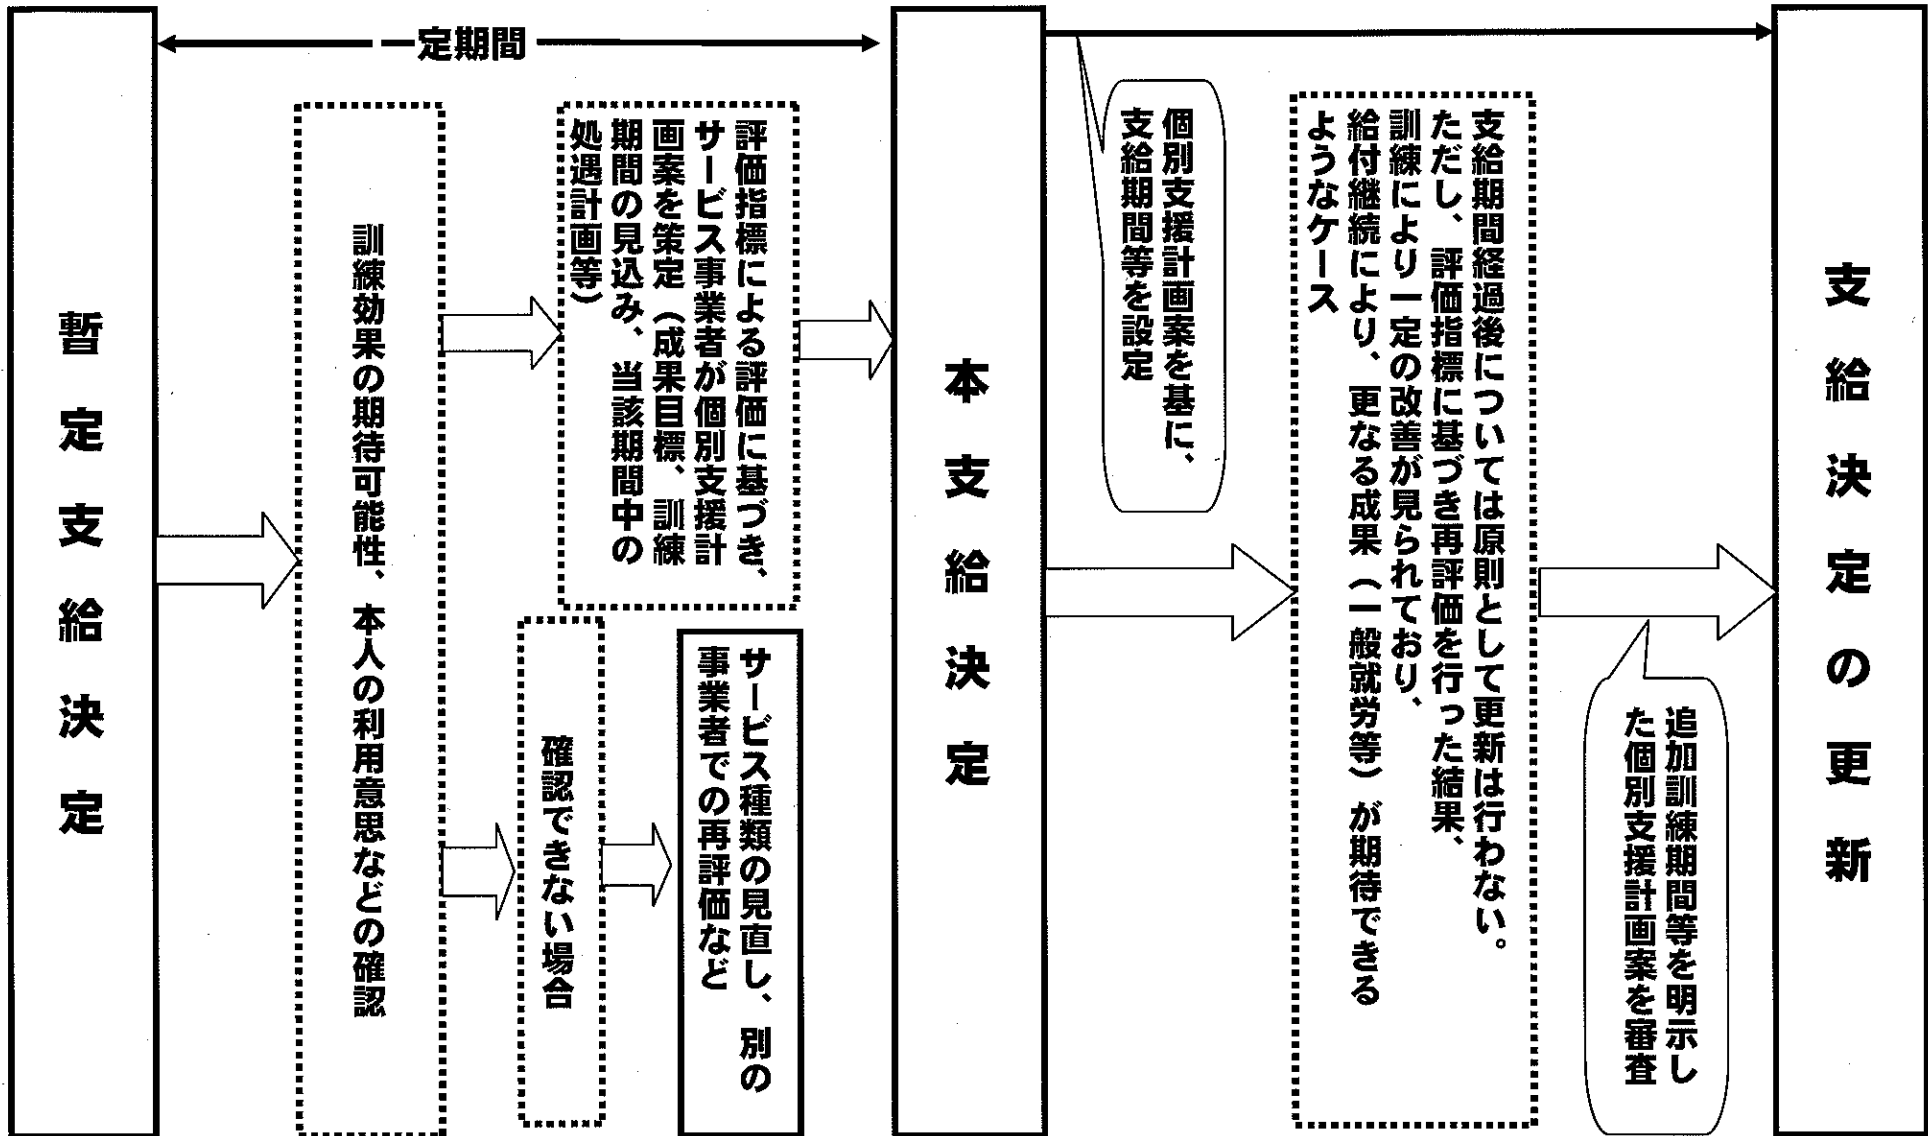 暫定支給決定
一定期間
訓練効果の期待可能性、本人の利用意思などの確認
評価指標による評価に基づき、
サービス事業者が個別支援計
画案を策定（成果目標、訓練
期間の見込み、当該期間中の
処遇計画等）
確認できない場合
サービス種類の見直し、別の
事業者での再評価など
本支給決定
個別支援計画案を基に、
支給期間等を設定
支給期間経過後については原則として更新は行わない。
ただし、評価指標に基づき再評価を行った結果、
訓練により一定の改善が見られており、
給付継続により、更なる成果（一般就労等）が期待できる
ようなケース
追加訓練期間等を明示し
た個別支援計画案を審査
支給決定の更新